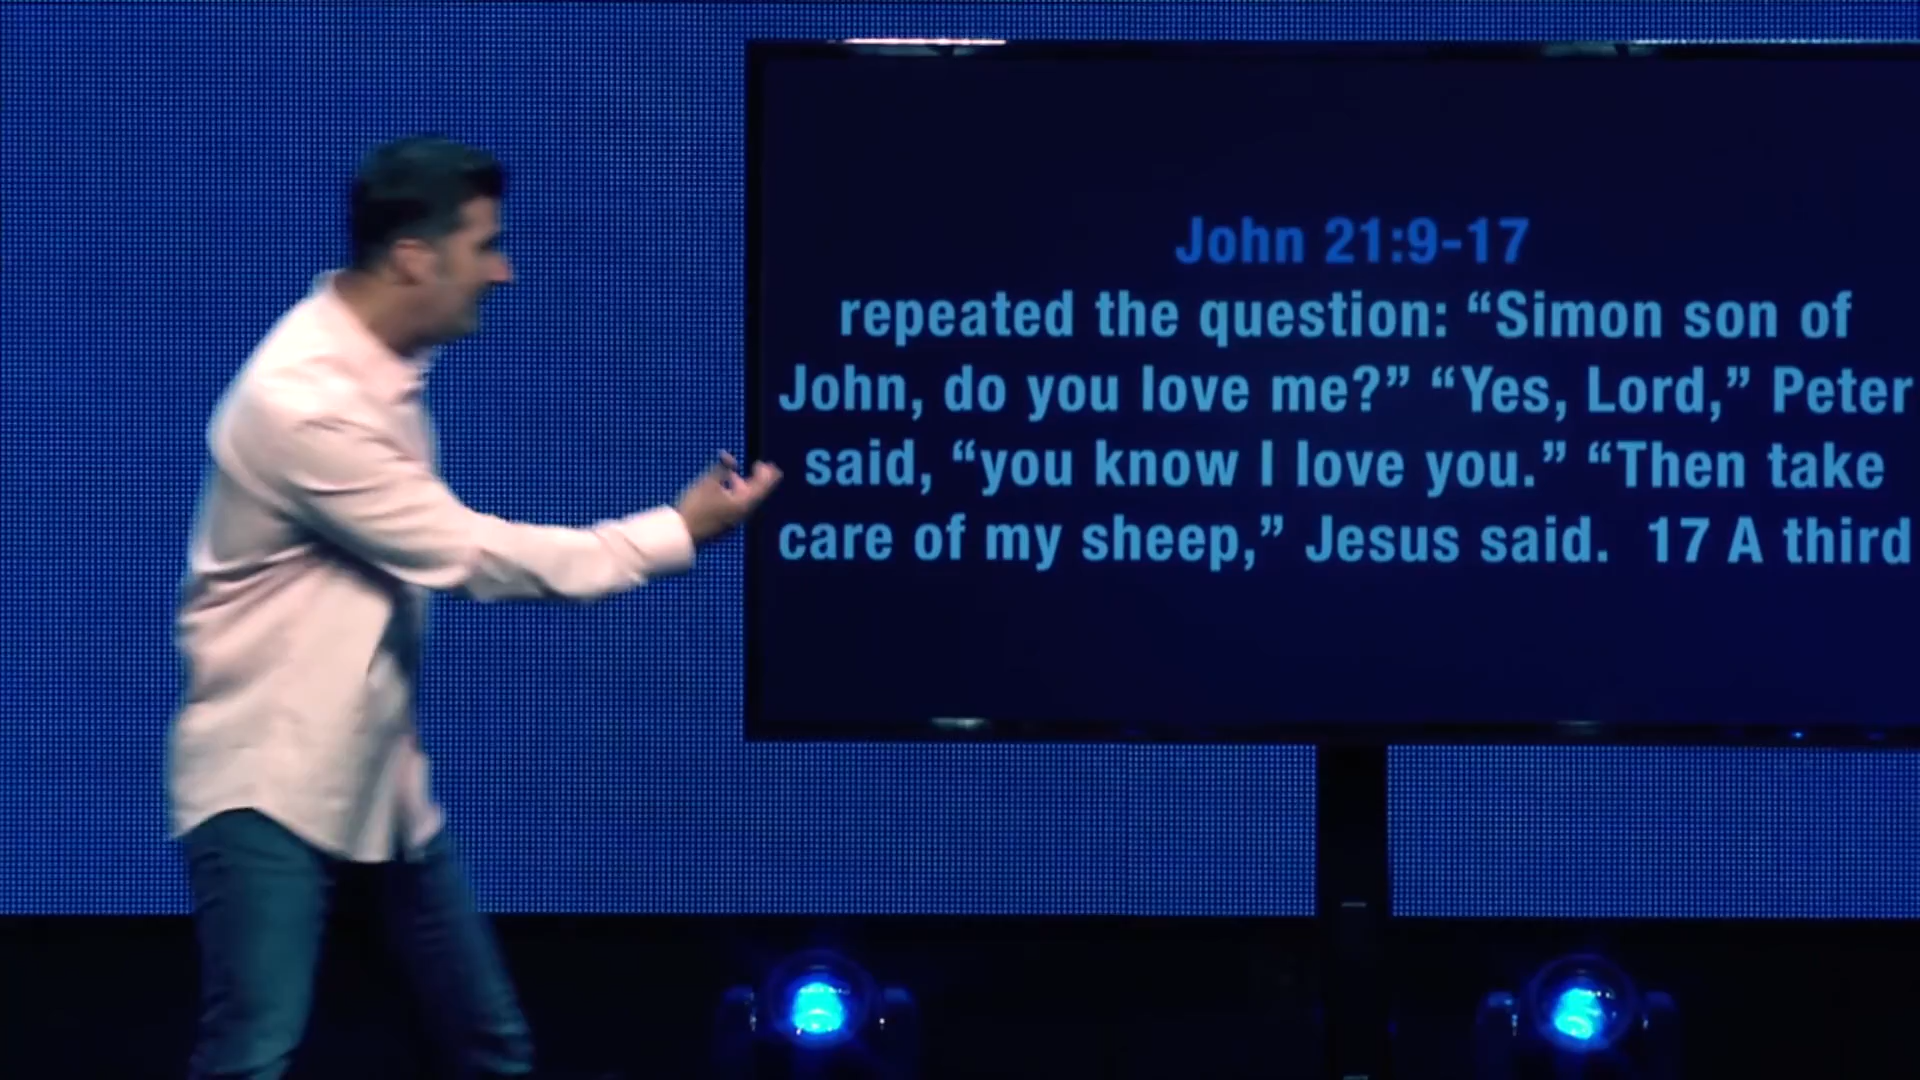 John 21:9-17
repeated the question: “Simon son of
John, do you love me?” “Yes, Lord,” Peter
said, “you know I love you.” “Then take
care of my sheep,” Jesus said.  17 A third